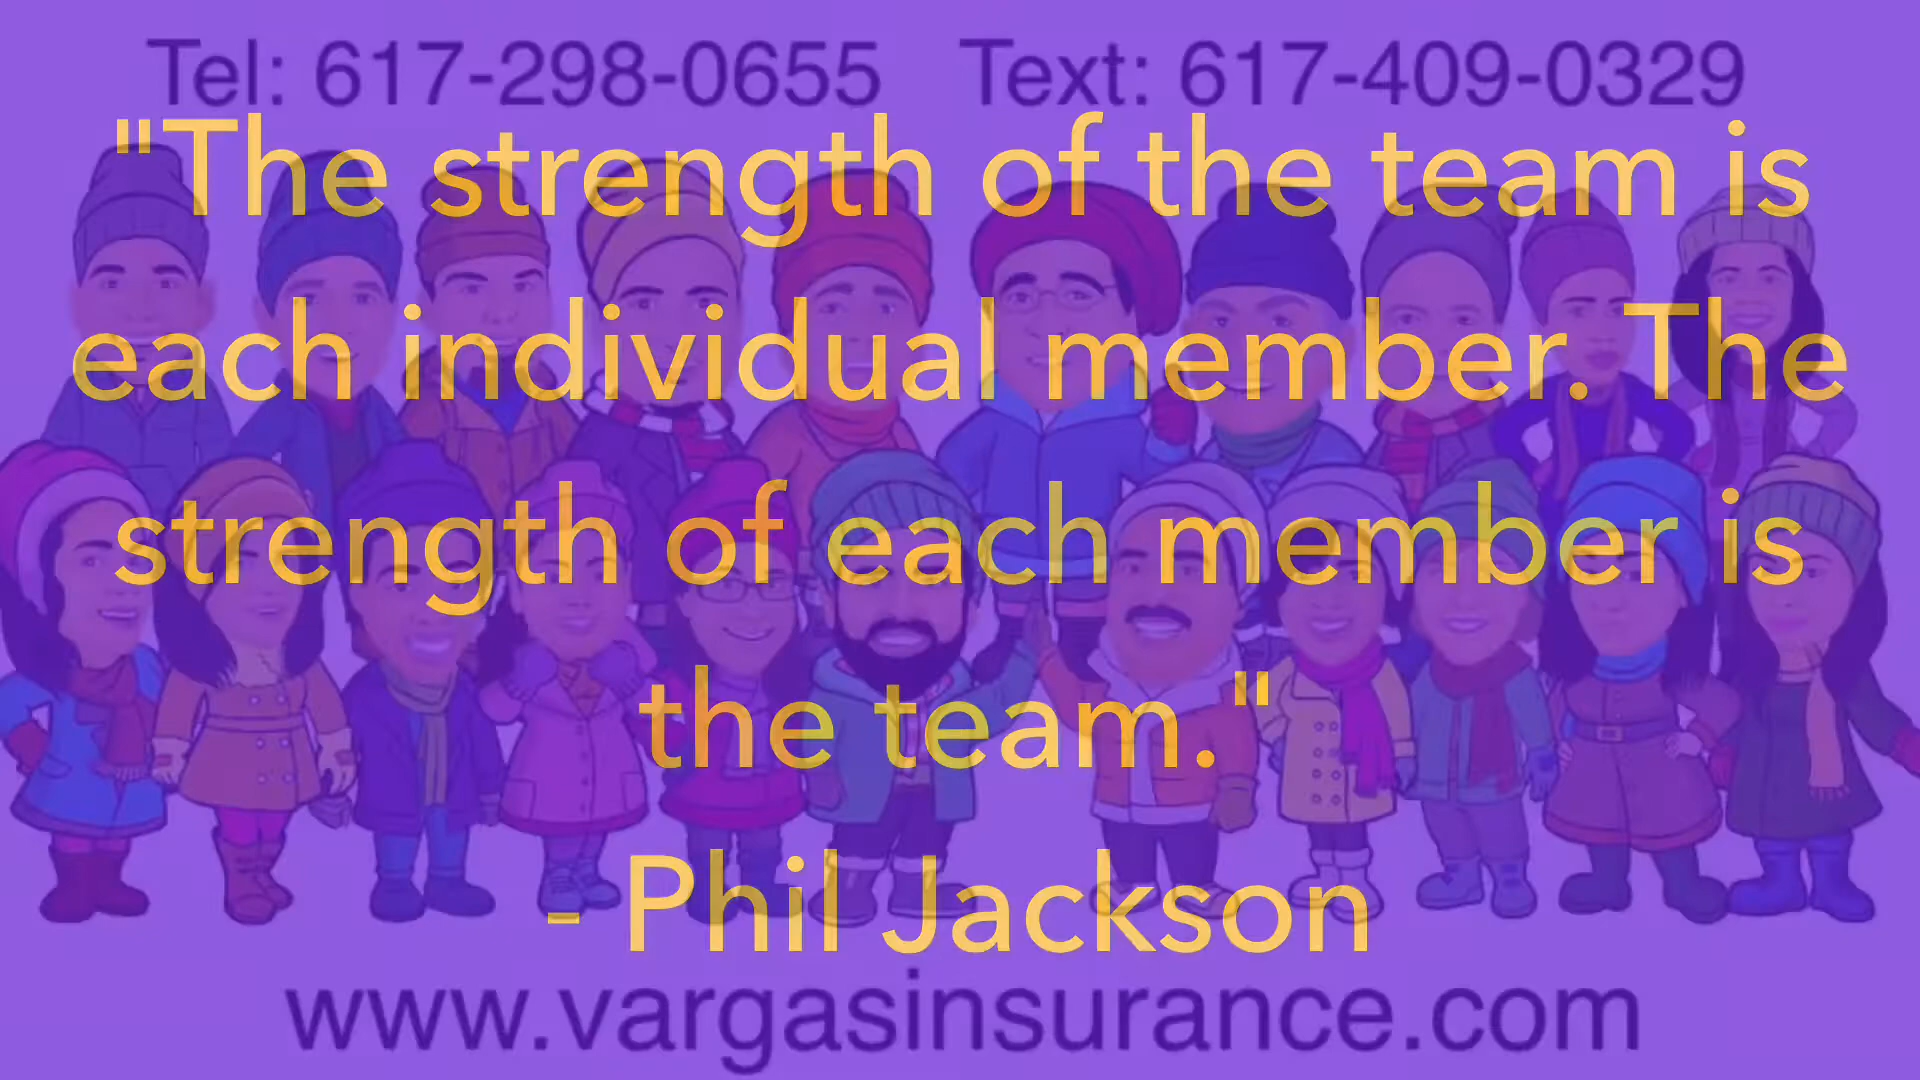 Tel: 617-298-0655 Text: 617-409-0329
"The strength of the team is
each individual member. The
strength of each member is
the team."
- Phil Jackson
www.vargasinsurance.com